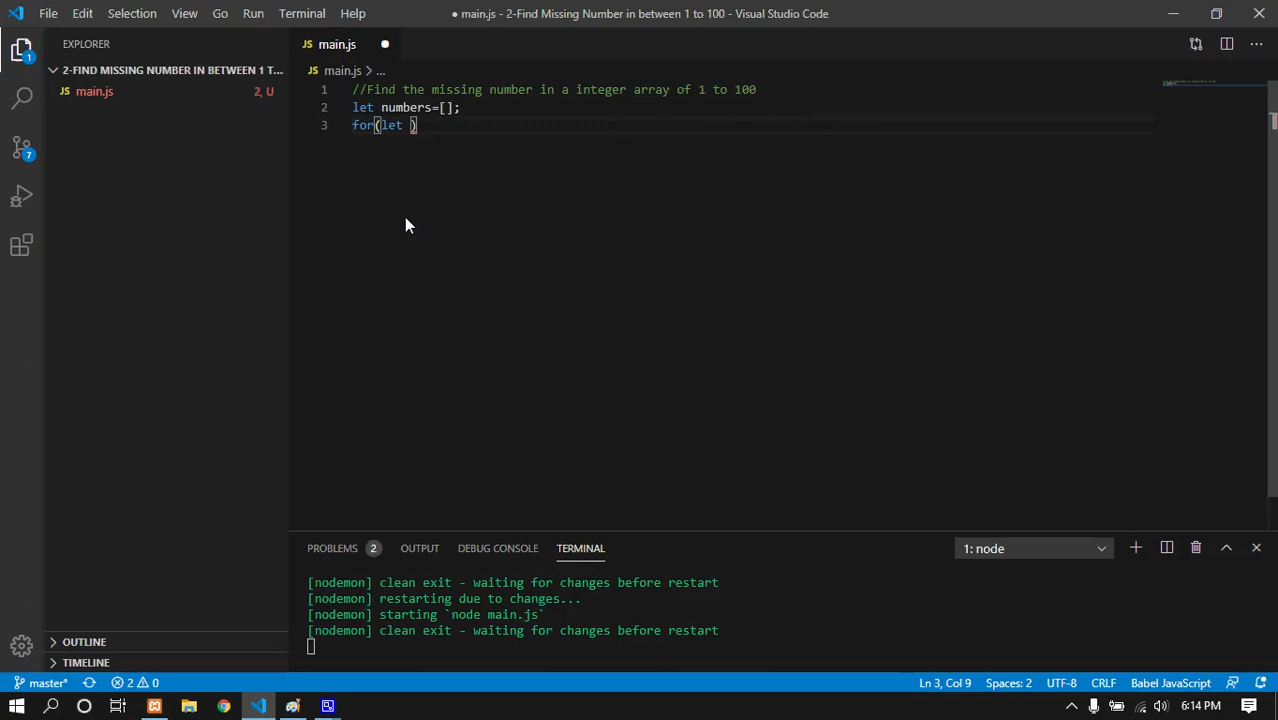 File Edit Selection View Go Run Terminal Help
● main.js - 2-Find Missing Number in between 1 to 100 - Visual Studio Code
EXPLORER
2-FIND MISSING NUMBER IN BETWEEN 1 T...
JS main.js 2, U
1
7
JS main.js
JS main.js > ...
1 //Find the missing number in a integer array of 1 to 100
2 let numbers=[];
3 for(let )
PROBLEMS 2 OUTPUT DEBUG CONSOLE TERMINAL
1: node
[nodemon] clean exit - waiting for changes before restart
[nodemon] restarting due to changes...
[nodemon] starting `node main.js`
[nodemon] clean exit - waiting for changes before restart
OUTLINE
TIMELINE
master* 2 0
Ln 3, Col 9 Spaces: 2 UTF-8 CRLF Babel JavaScript
6:14 PM